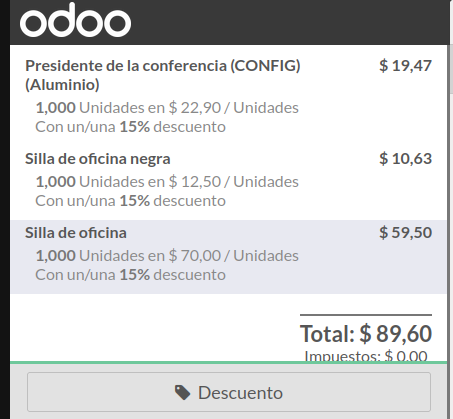 odoo
Presidente de la conferencia (CONFIG) $ 19,47
(Aluminio)
1,000 Unidades en $ 22,90 / Unidades
Con un/una 15% descuento
Silla de oficina negra $ 10,63
1,000 Unidades en $ 12,50 / Unidades
Con un/una 15% descuento
Silla de oficina $ 59,50
1,000 Unidades en $ 70,00 / Unidades
Con un/una 15% descuento
Total: $ 89,60
Impuestos: $ 0,00
Descuento